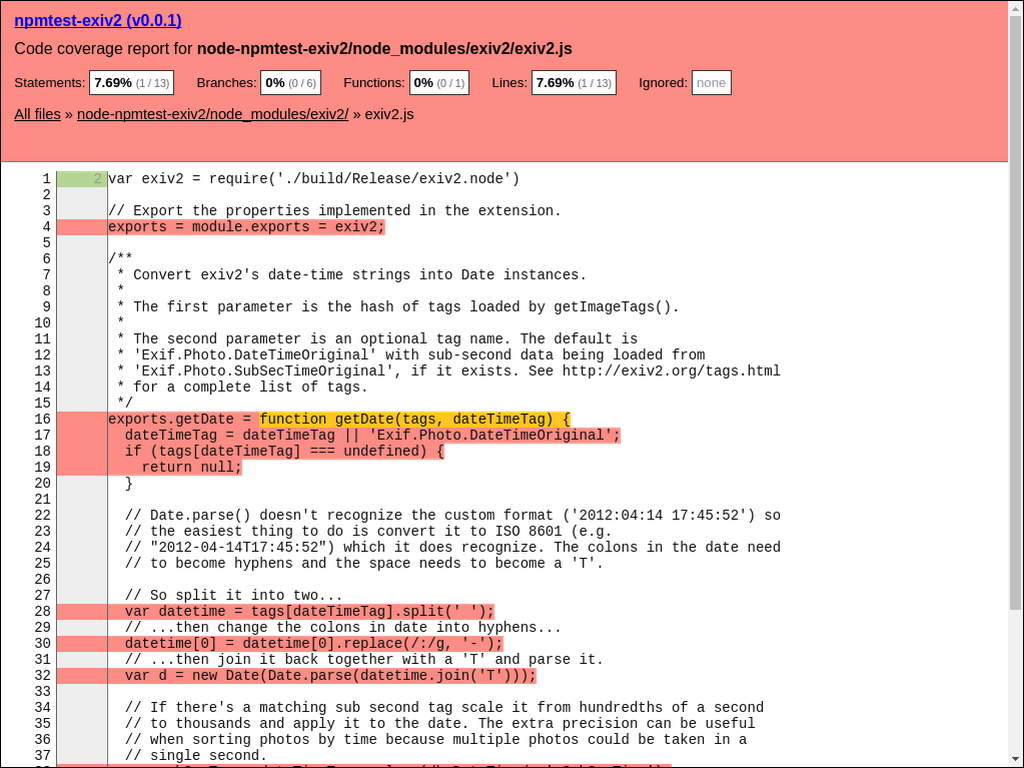 npmtest-exiv2 (v0.0.1)
Code coverage report for node-npmtest-exiv2/node_modules/exiv2/exiv2.js
Statements: 7.69% (1 / 13) Branches: 0% (0 / 6) Functions: 0% (0 / 1) Lines: 7.69% (1 / 13) Ignored: none
All files » node-npmtest-exiv2/node_modules/exiv2/ » exiv2.js
1 2 var exiv2 = require('./build/Release/exiv2.node')
2
3 // Export the properties implemented in the extension.
4 exports = module.exports = exiv2;
5
6 /**
7 * Convert exiv2's date-time strings into Date instances.
8 *
9 * The first parameter is the hash of tags loaded by getImageTags().
10 *
11 * The second parameter is an optional tag name. The default is
12 * 'Exif.Photo.DateTimeOriginal' with sub-second data being loaded from
13 * 'Exif.Photo.SubSecTimeOriginal', if it exists. See http://exiv2.org/tags.html
14 * for a complete list of tags.
15 */
16 exports.getDate = function getDate(tags, dateTimeTag) {
17 dateTimeTag = dateTimeTag || 'Exif.Photo.DateTimeOriginal';
18 if (tags[dateTimeTag] === undefined) {
19 return null;
20 }
21
22 // Date.parse() doesn't recognize the custom format ('2012:04:14 17:45:52') so
23 // the easiest thing to do is convert it to ISO 8601 (e.g.
24 // "2012-04-14T17:45:52") which it does recognize. The colons in the date need
25 // to become hyphens and the space needs to become a 'T'.
26
27 // So split it into two...
28 var datetime = tags[dateTimeTag].split(' ');
29 // ...then change the colons in date into hyphens...
30 datetime[0] = datetime[0].replace(/:/g, '-');
31 // ...then join it back together with a 'T' and parse it.
32 var d = new Date(Date.parse(datetime.join('T')));
33
34 // If there's a matching sub second tag scale it from hundredths of a second
35 // to thousands and apply it to the date. The extra precision can be useful
36 // when sorting photos by time because multiple photos could be taken in a
37 // single second.